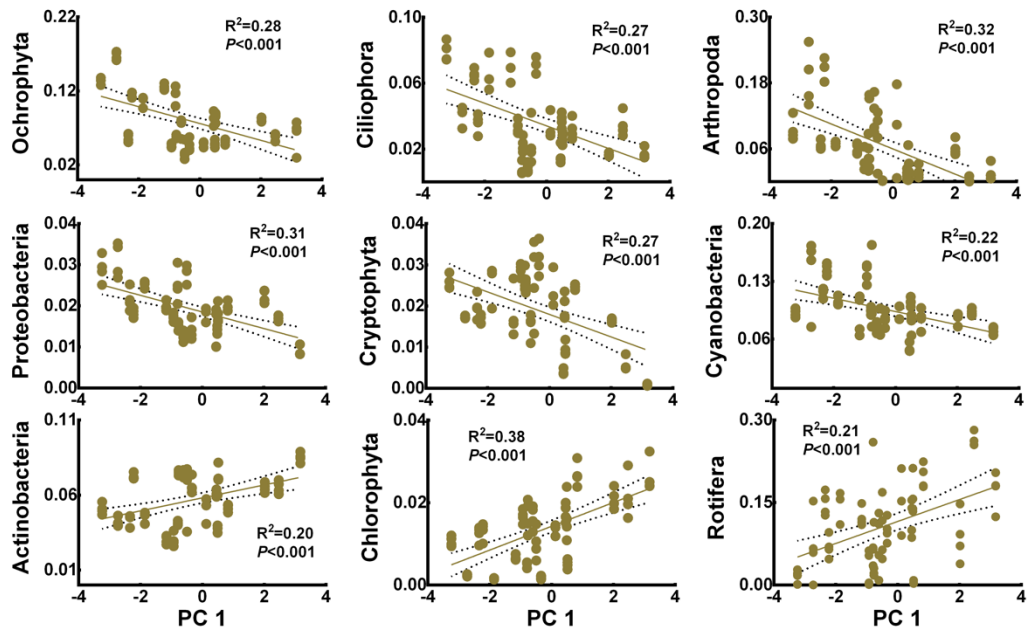 Ochrophyta
0.22
0.12
0.02
R²=0.28
P<0.001
-4 -2 0 2 4
Ciliophora
0.10
0.06
0.02
R²=0.27
P<0.001
-4 -2 0 2 4
Arthropoda
0.30
0.18
0.06
R²=0.32
P<0.001
-4 -2 0 2 4
Proteobacteria
0.04
0.03
0.02
0.01
0.00
R²=0.31
P<0.001
-4 -2 0 2 4
Cryptophyta
0.04
0.03
0.02
0.01
0.00
R²=0.27
P<0.001
-4 -2 0 2 4
Cyanobacteria
0.20
0.13
0.06
R²=0.22
P<0.001
-4 -2 0 2 4
Actinobacteria
0.11
0.06
0.01
R²=0.20
P<0.001
-4 -2 0 2 4
PC 1
Chlorophyta
0.04
0.02
0.00
R²=0.38
P<0.001
-4 -2 0 2 4
PC 1
Rotifera
0.30
0.15
0.00
R²=0.21
P<0.001
-4 -2 0 2 4
PC 1